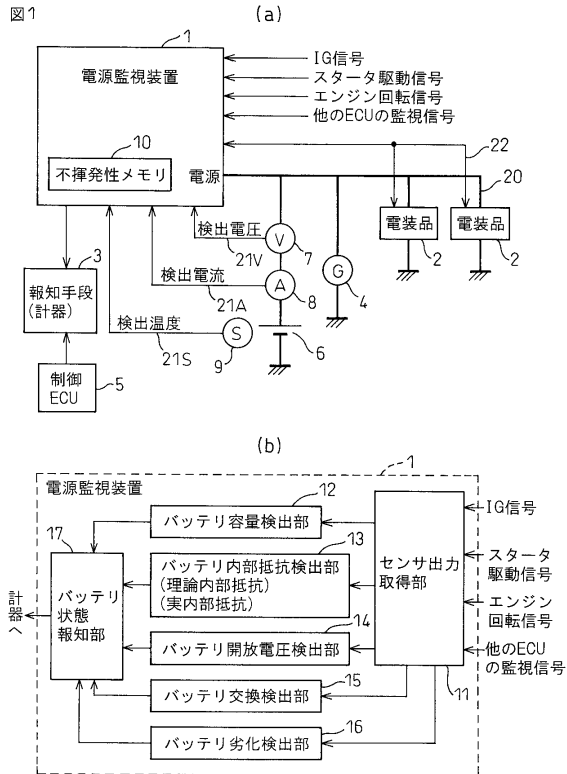 図1
(a)
1
電源監視装置
IG信号
スタータ駆動信号
エンジン回転信号
他のECUの監視信号
10
不揮発性メモリ
電源
22
20
電装品
電装品
2
2
検出電圧
21V
V
7
3
報知手段
(計器)
検出電流
21A
A
8
G
4
検出温度
21S
S
9
6
制御
ECU
5
(b)
1
電源監視装置
12
バッテリ容量検出部
17
バッテリ
状態
報知部
計器へ
13
バッテリ内部抵抗検出部
(理論内部抵抗)
(実内部抵抗)
14
バッテリ開放電圧検出部
15
バッテリ交換検出部
16
バッテリ劣化検出部
センサ出力
取得部
11
IG信号
スタータ
駆動信号
エンジン
回転信号
他のECU
の監視信号